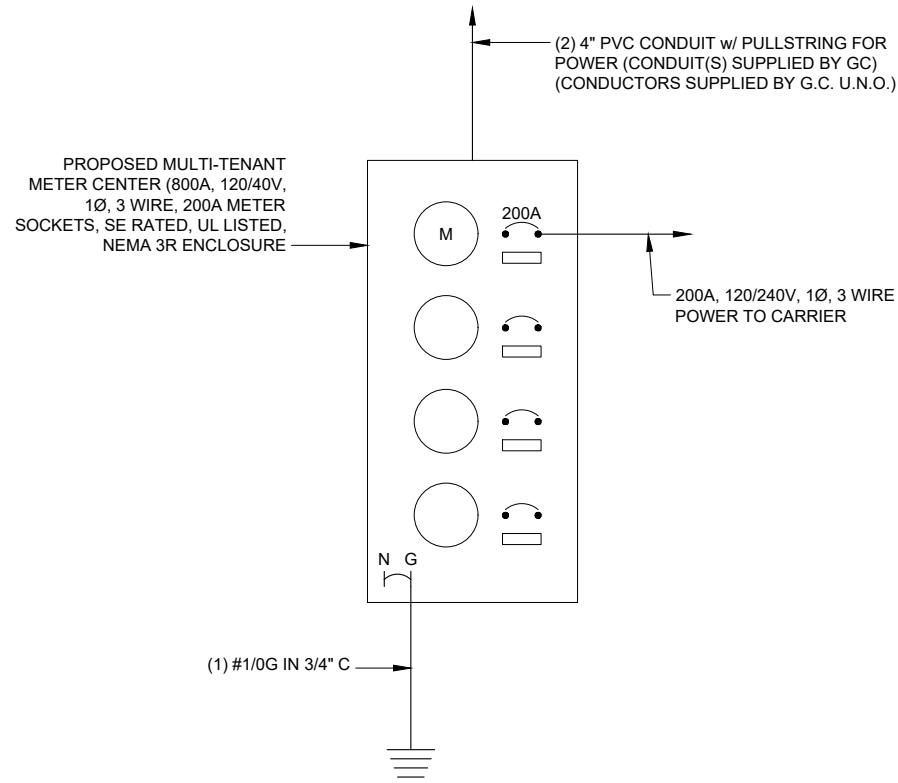 (2) 4" PVC CONDUIT w/ PULLSTRING FOR
POWER (CONDUIT(S) SUPPLIED BY GC)
(CONDUCTORS SUPPLIED BY G.C. U.N.O.)
PROPOSED MULTI-TENANT
METER CENTER (800A, 120/40V,
1Ø, 3 WIRE, 200A METER
SOCKETS, SE RATED, UL LISTED,
NEMA 3R ENCLOSURE
200A
M
200A, 120/240V, 1Ø, 3 WIRE
POWER TO CARRIER
N G
(1) #1/0G IN 3/4" C